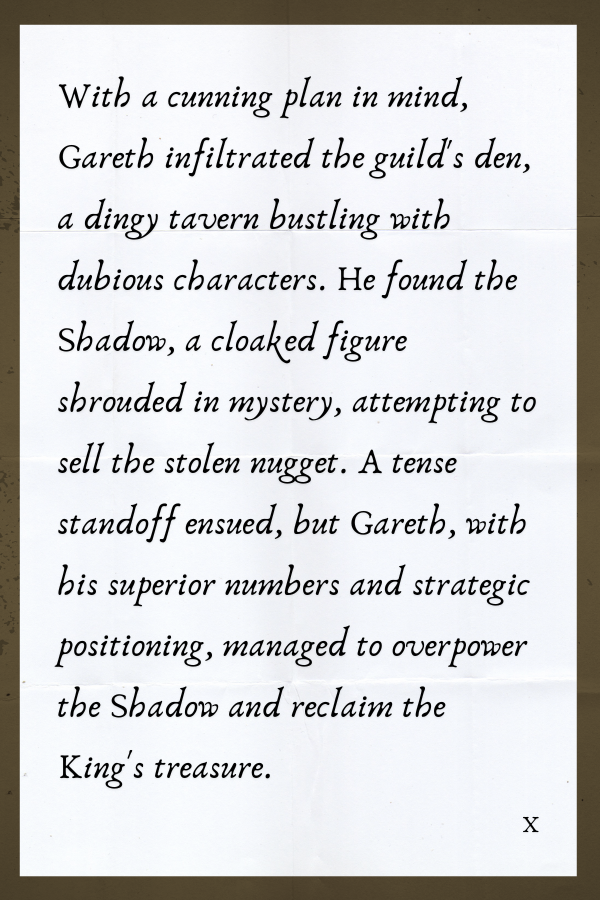 With a cunning plan in mind,
Gareth infiltrated the guild's den,
a dingy tavern bustling with
dubious characters. He found the
Shadow, a cloaked figure
shrouded in mystery, attempting to
sell the stolen nugget. A tense
standoff ensued, but Gareth, with
his superior numbers and strategic
positioning, managed to overpower
the Shadow and reclaim the
King's treasure.
X